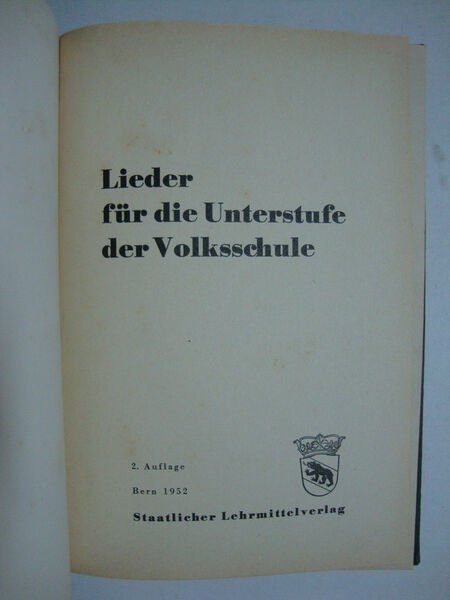 Lieder
für die Unterstufe
der Volksschule
2. Auflage
Bern 1952
Staatlicher Lehrmittelverlag